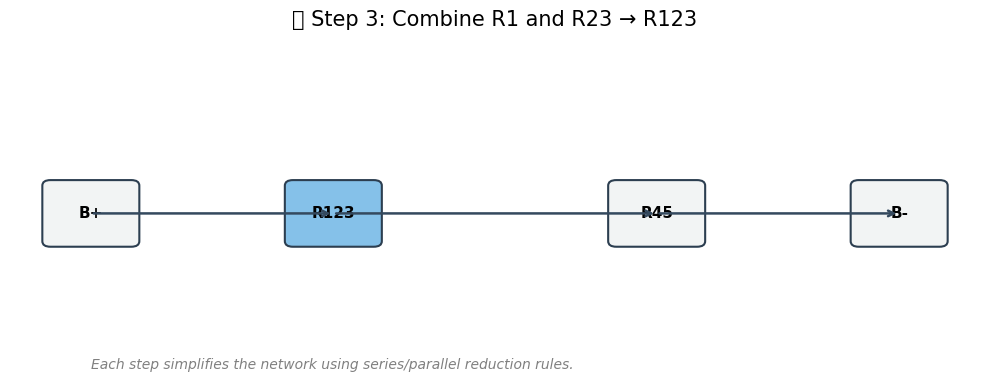 ▯ Step 3: Combine R1 and R23 → R123
B+ R123 R45 B-
Each step simplifies the network using series/parallel reduction rules.